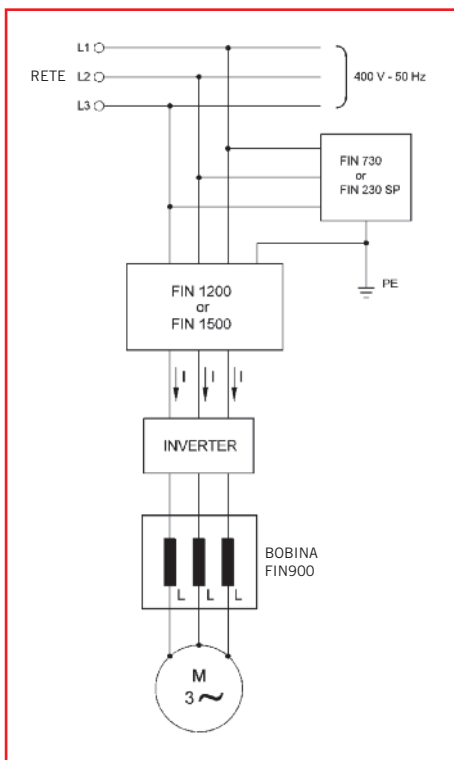 L1
RETE L2
L3
400 V - 50 Hz
FIN 730
or
FIN 230 SP
PE
FIN 1200
or
FIN 1500
I I I
INVERTER
BOBINA
FIN900
L L L
M
3 ~